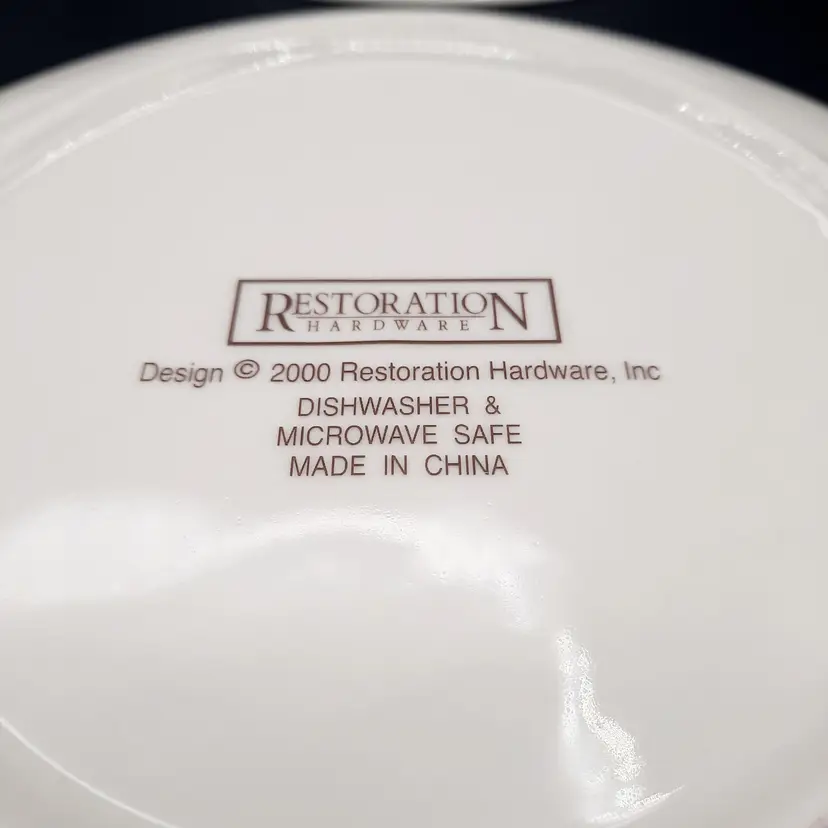 RESTORATION
HARDWARE
Design © 2000 Restoration Hardware, Inc
DISHWASHER &
MICROWAVE SAFE
MADE IN CHINA